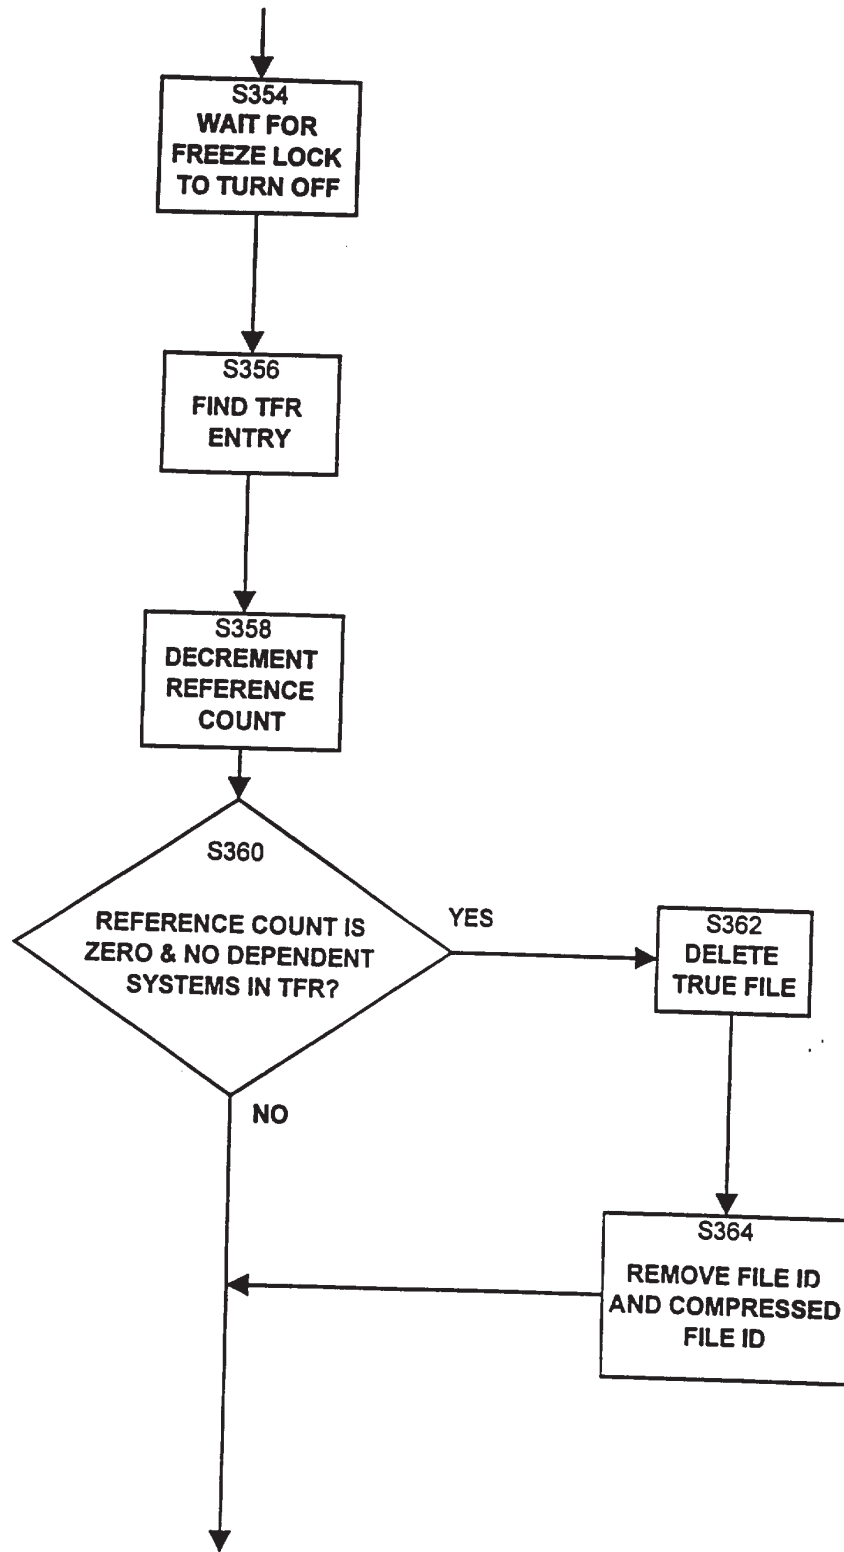 S354
WAIT FOR
FREEZE LOCK
TO TURN OFF
S356
FIND TFR
ENTRY
S358
DECREMENT
REFERENCE
COUNT
S360
REFERENCE COUNT IS
ZERO & NO DEPENDENT
SYSTEMS IN TFR?
YES
S362
DELETE
TRUE FILE
NO
S364
REMOVE FILE ID
AND COMPRESSED
FILE ID